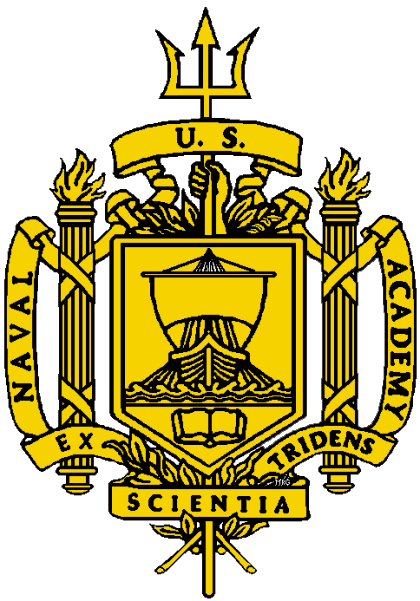 U. S.
NAVAL
ACADEMY
EX
TRIDENS
SCIENTIA